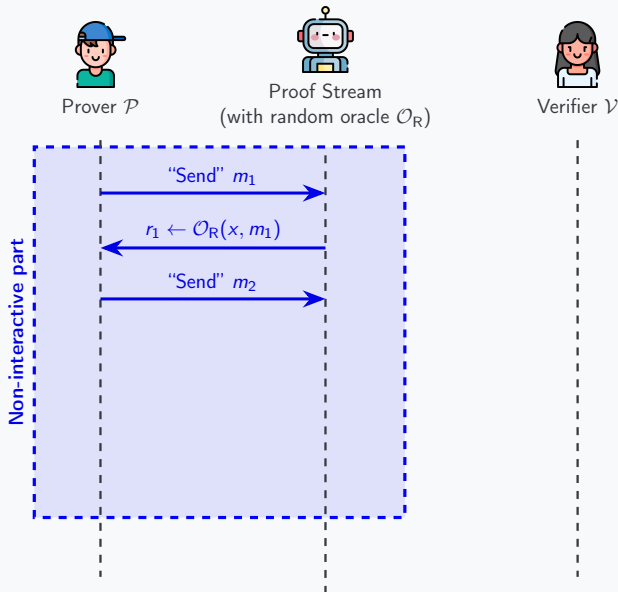 Prover 𝒫
Proof Stream
(with random oracle 𝒪_R)
Verifier 𝒱
Non-interactive part
“Send” m₁
r₁ ← 𝒪_R(x, m₁)
“Send” m₂